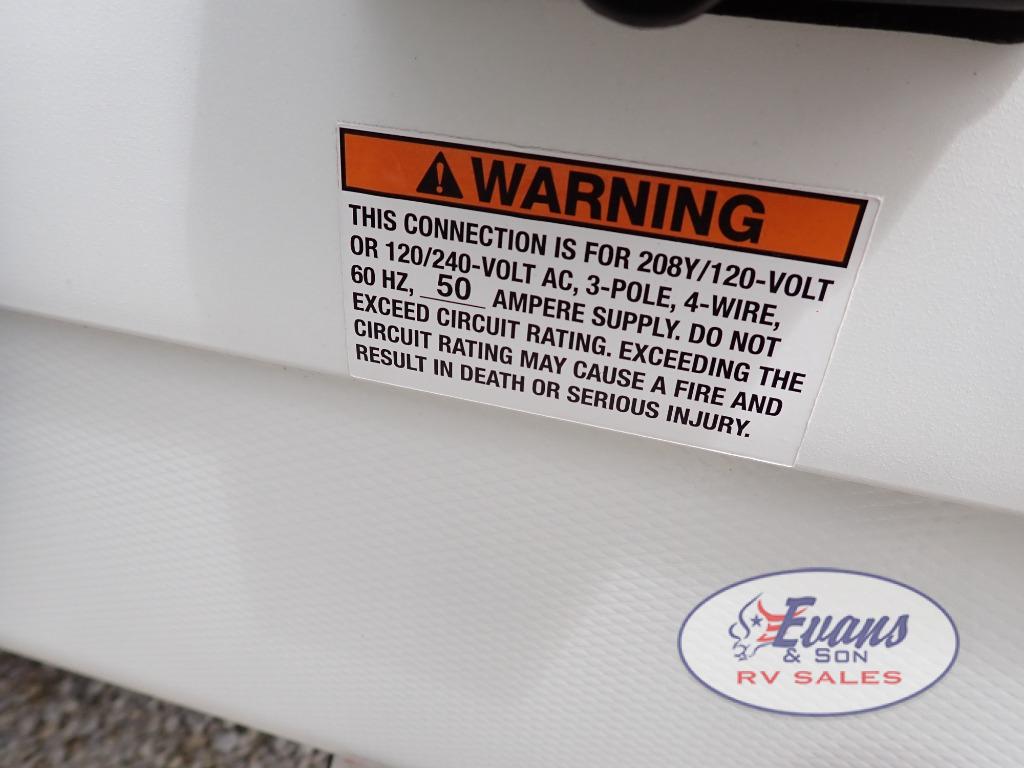 WARNING
THIS CONNECTION IS FOR 208Y/120-VOLT
OR 120/240-VOLT AC, 3-POLE, 4-WIRE,
60 HZ, 50 AMPERE SUPPLY. DO NOT
EXCEED CIRCUIT RATING. EXCEEDING THE
CIRCUIT RATING MAY CAUSE A FIRE AND
RESULT IN DEATH OR SERIOUS INJURY.
Evans
& SON
RV SALES